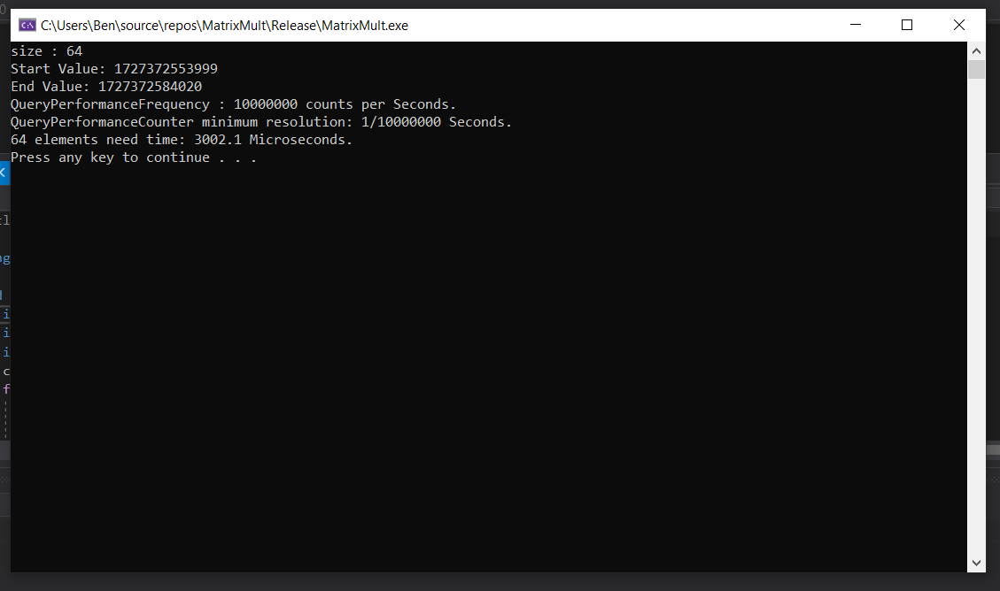 C:\Users\Ben\source\repos\MatrixMult\Release\MatrixMult.exe
size : 64
Start Value: 1727372553999
End Value: 1727372584020
QueryPerformanceFrequency : 10000000 counts per Seconds.
QueryPerformanceCounter minimum resolution: 1/10000000 Seconds.
64 elements need time: 3002.1 Microseconds.
Press any key to continue . . .